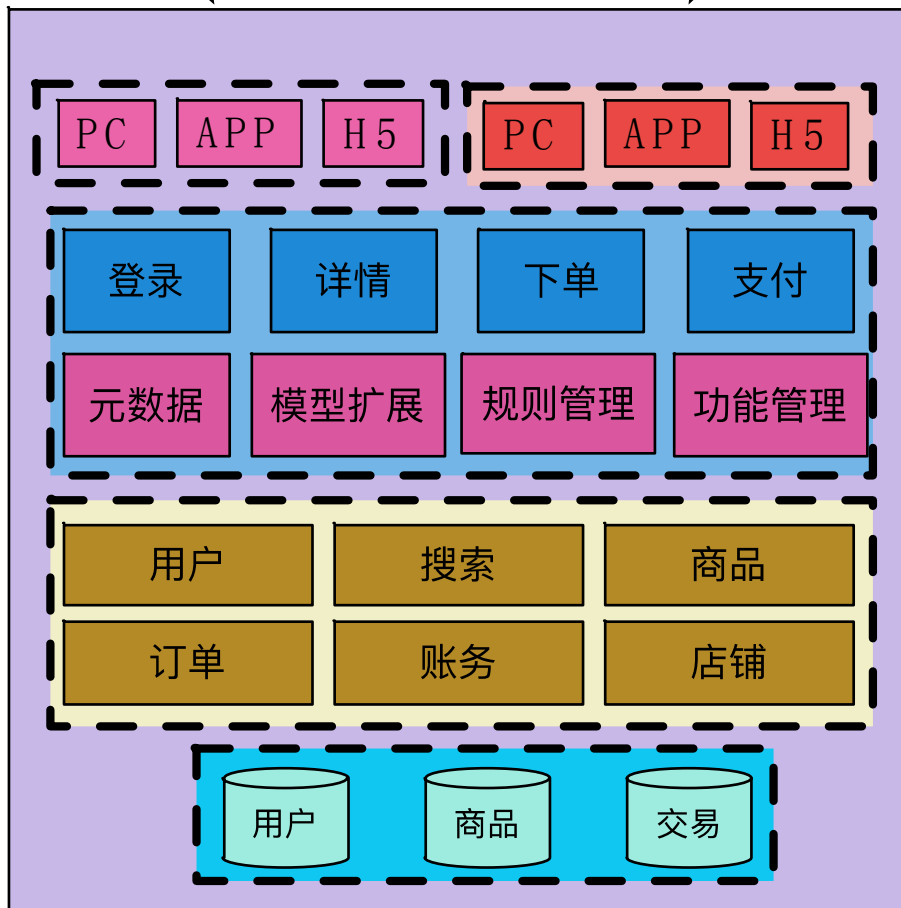 PC APP H5 PC APP H5
登录 详情 下单 支付
元数据 模型扩展 规则管理 功能管理
用户 搜索 商品
订单 账务 店铺
用户 商品 交易